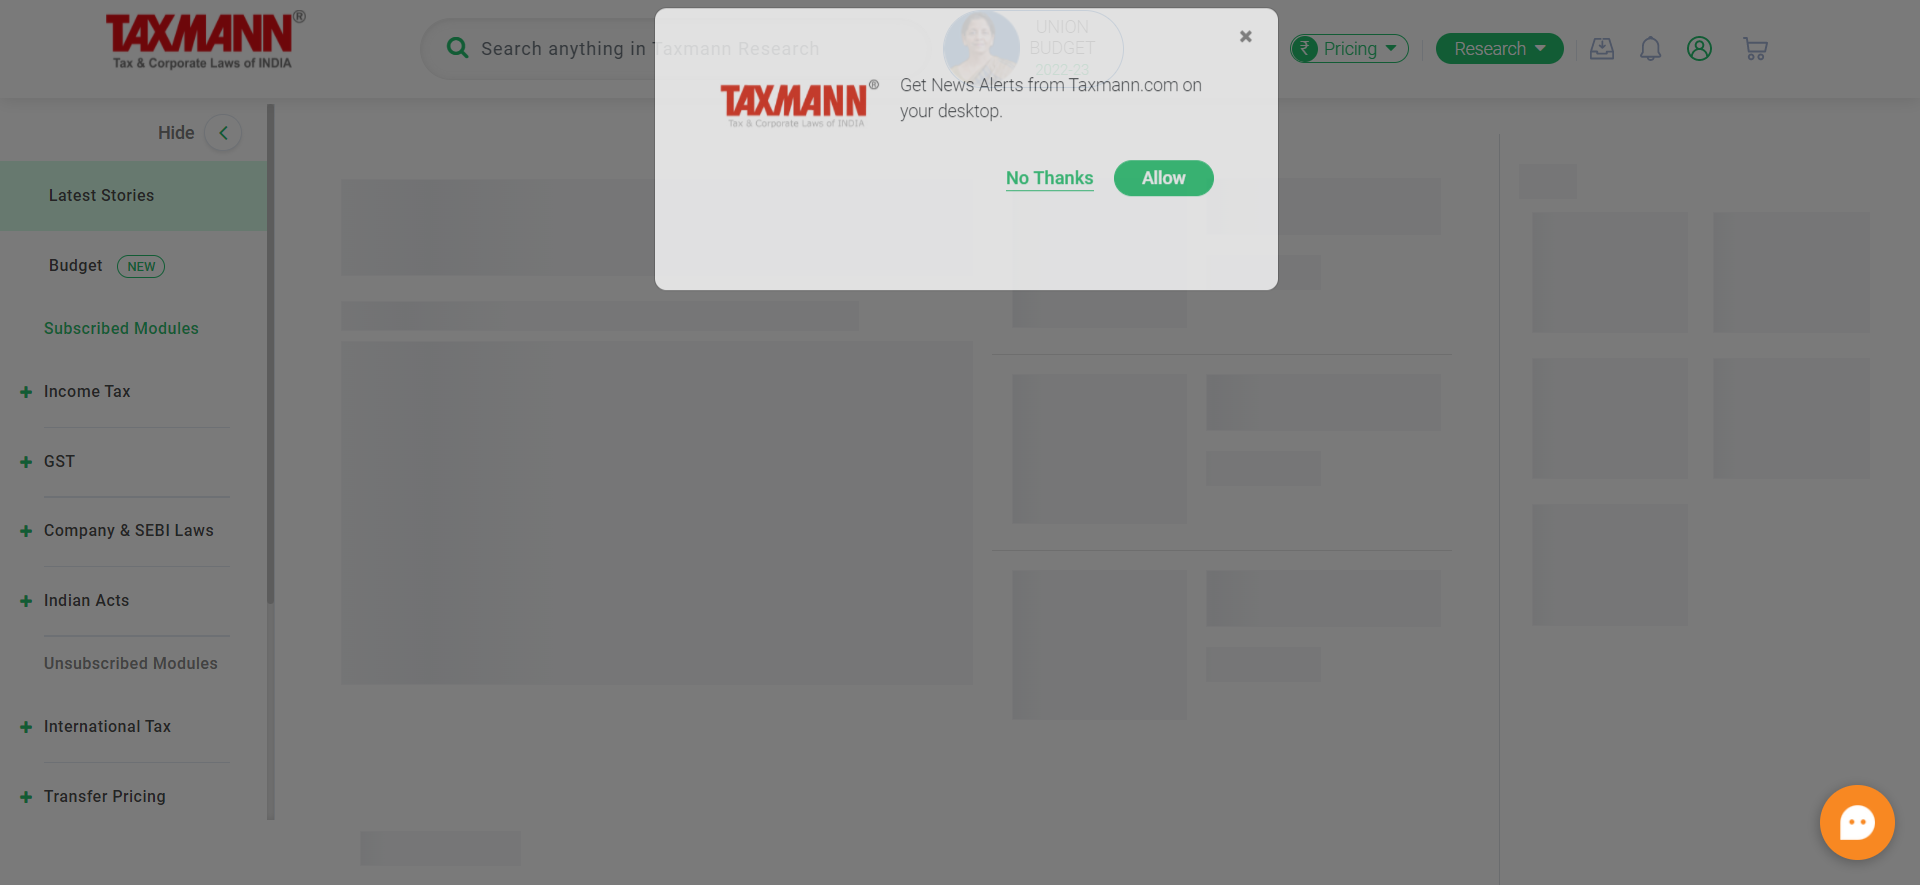 TAXMANN®
Tax & Corporate Laws of INDIA
Search anything in Taxmann Research
UNION
BUDGET
2022-23
₹ Pricing
Research
TAXMANN®
Tax & Corporate Laws of INDIA
Get News Alerts from Taxmann.com on
your desktop.
No Thanks
Allow
Hide
Latest Stories
Budget NEW
Subscribed Modules
Income Tax
GST
Company & SEBI Laws
Indian Acts
Unsubscribed Modules
International Tax
Transfer Pricing